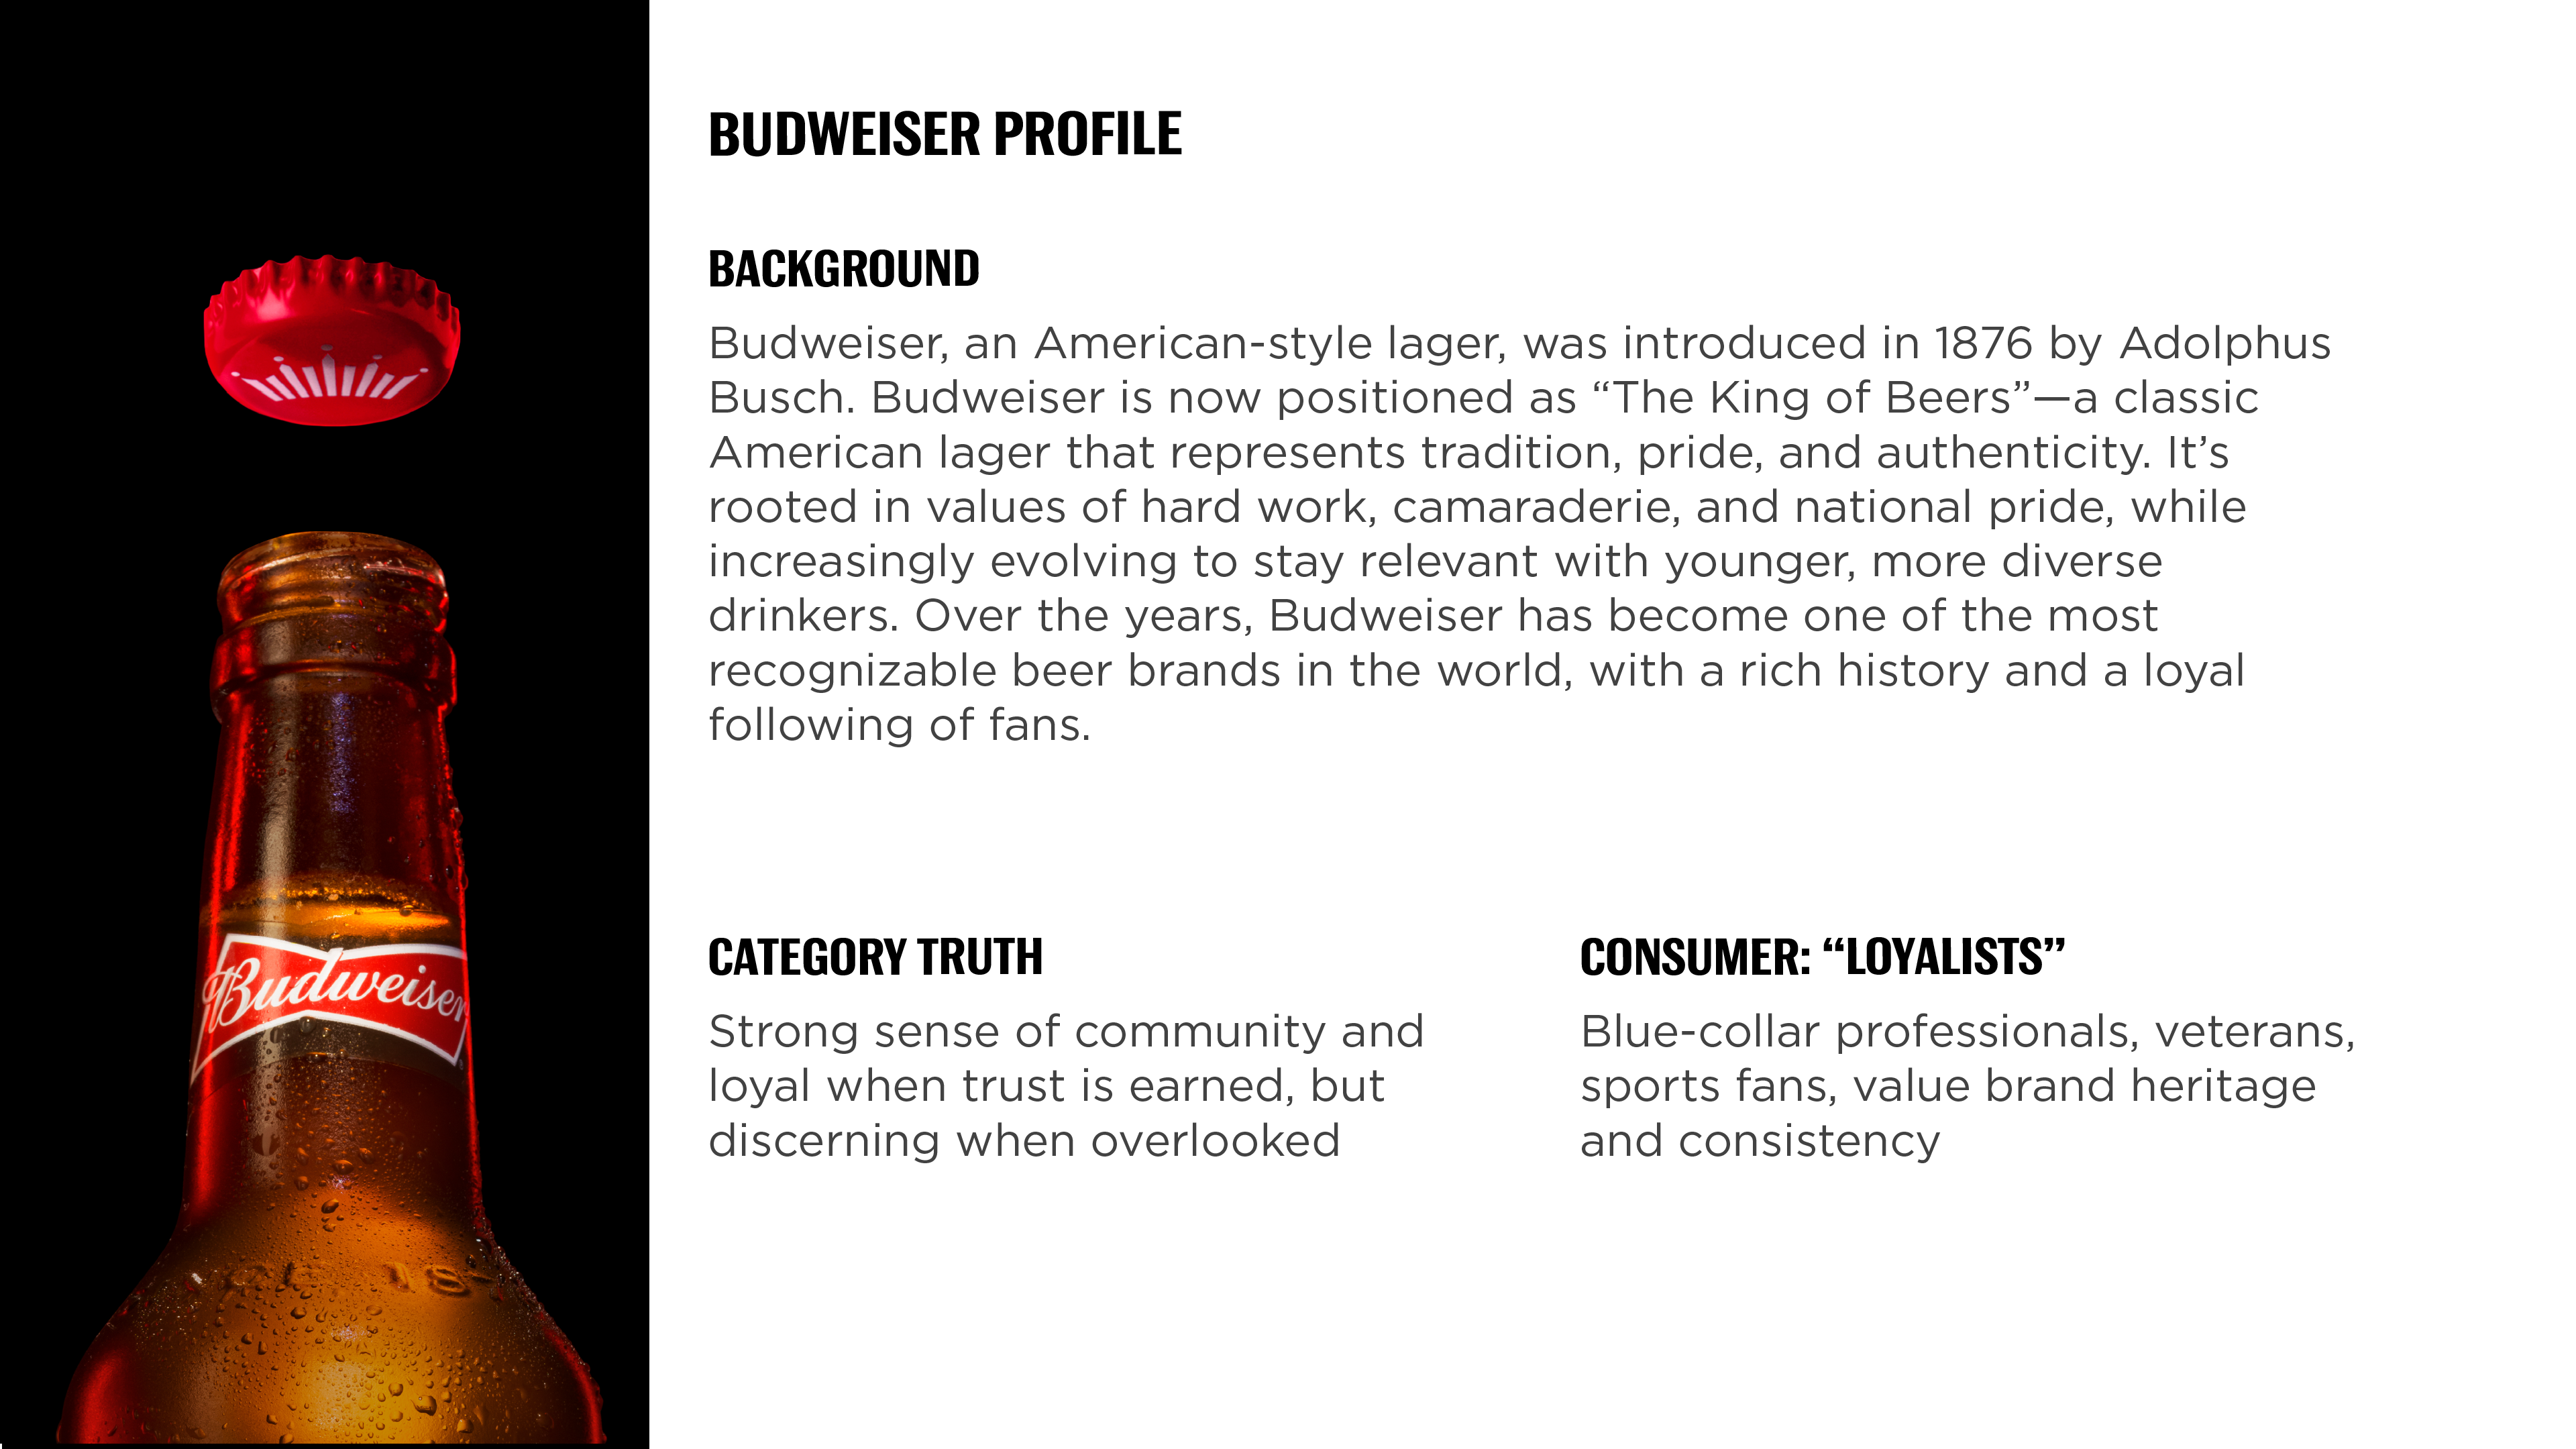 BUDWEISER PROFILE
BACKGROUND
Budweiser, an American-style lager, was introduced in 1876 by Adolphus
Busch. Budweiser is now positioned as “The King of Beers”—a classic
American lager that represents tradition, pride, and authenticity. It’s
rooted in values of hard work, camaraderie, and national pride, while
increasingly evolving to stay relevant with younger, more diverse
drinkers. Over the years, Budweiser has become one of the most
recognizable beer brands in the world, with a rich history and a loyal
following of fans.
CATEGORY TRUTH
Strong sense of community and
loyal when trust is earned, but
discerning when overlooked
CONSUMER: “LOYALISTS”
Blue-collar professionals, veterans,
sports fans, value brand heritage
and consistency
Budweiser